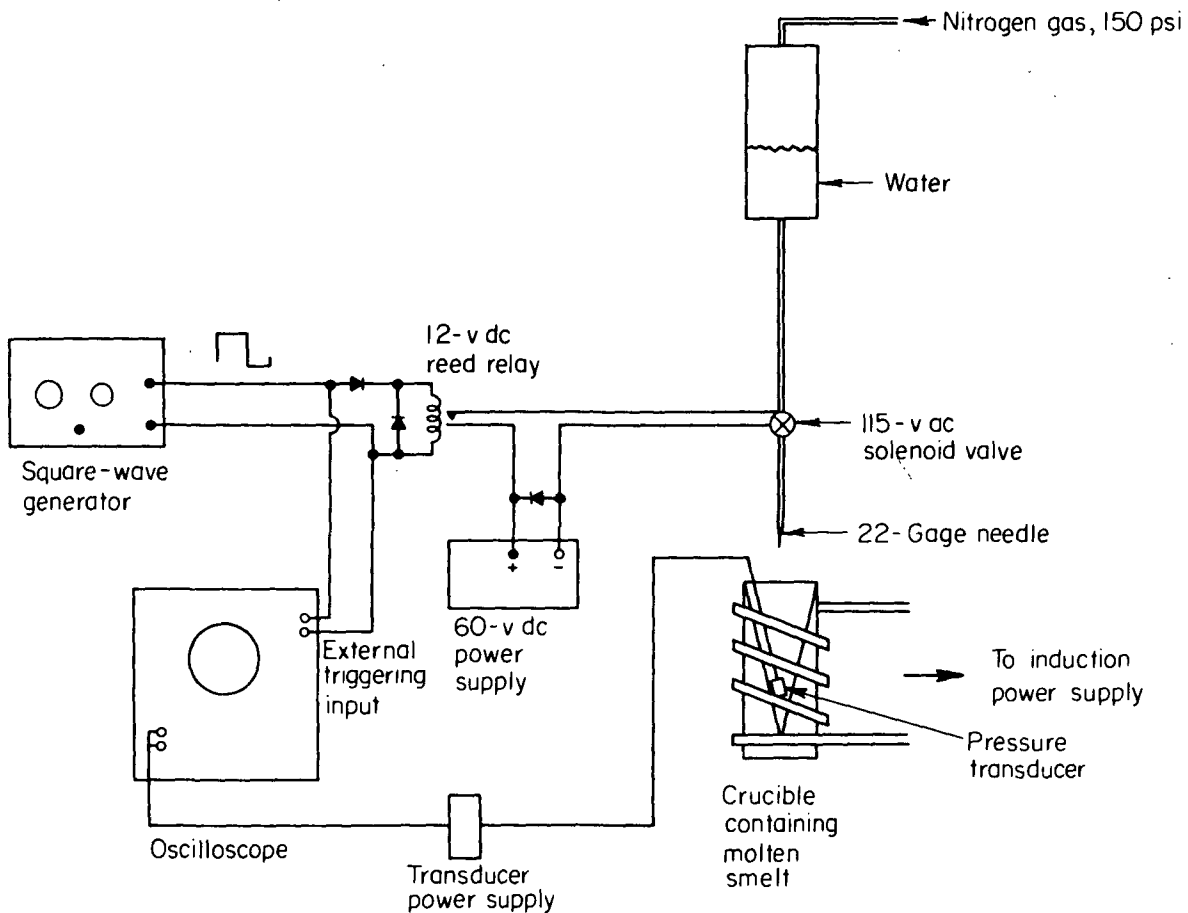 Nitrogen gas, 150 psi
Water
12-v dc
reed relay
115-v ac
solenoid valve
Square-wave
generator
22-Gage needle
+
-
60-v dc
power
supply
External
triggering
input
To induction
power supply
Pressure
transducer
Crucible
containing
molten
smelt
Oscilloscope
Transducer
power supply